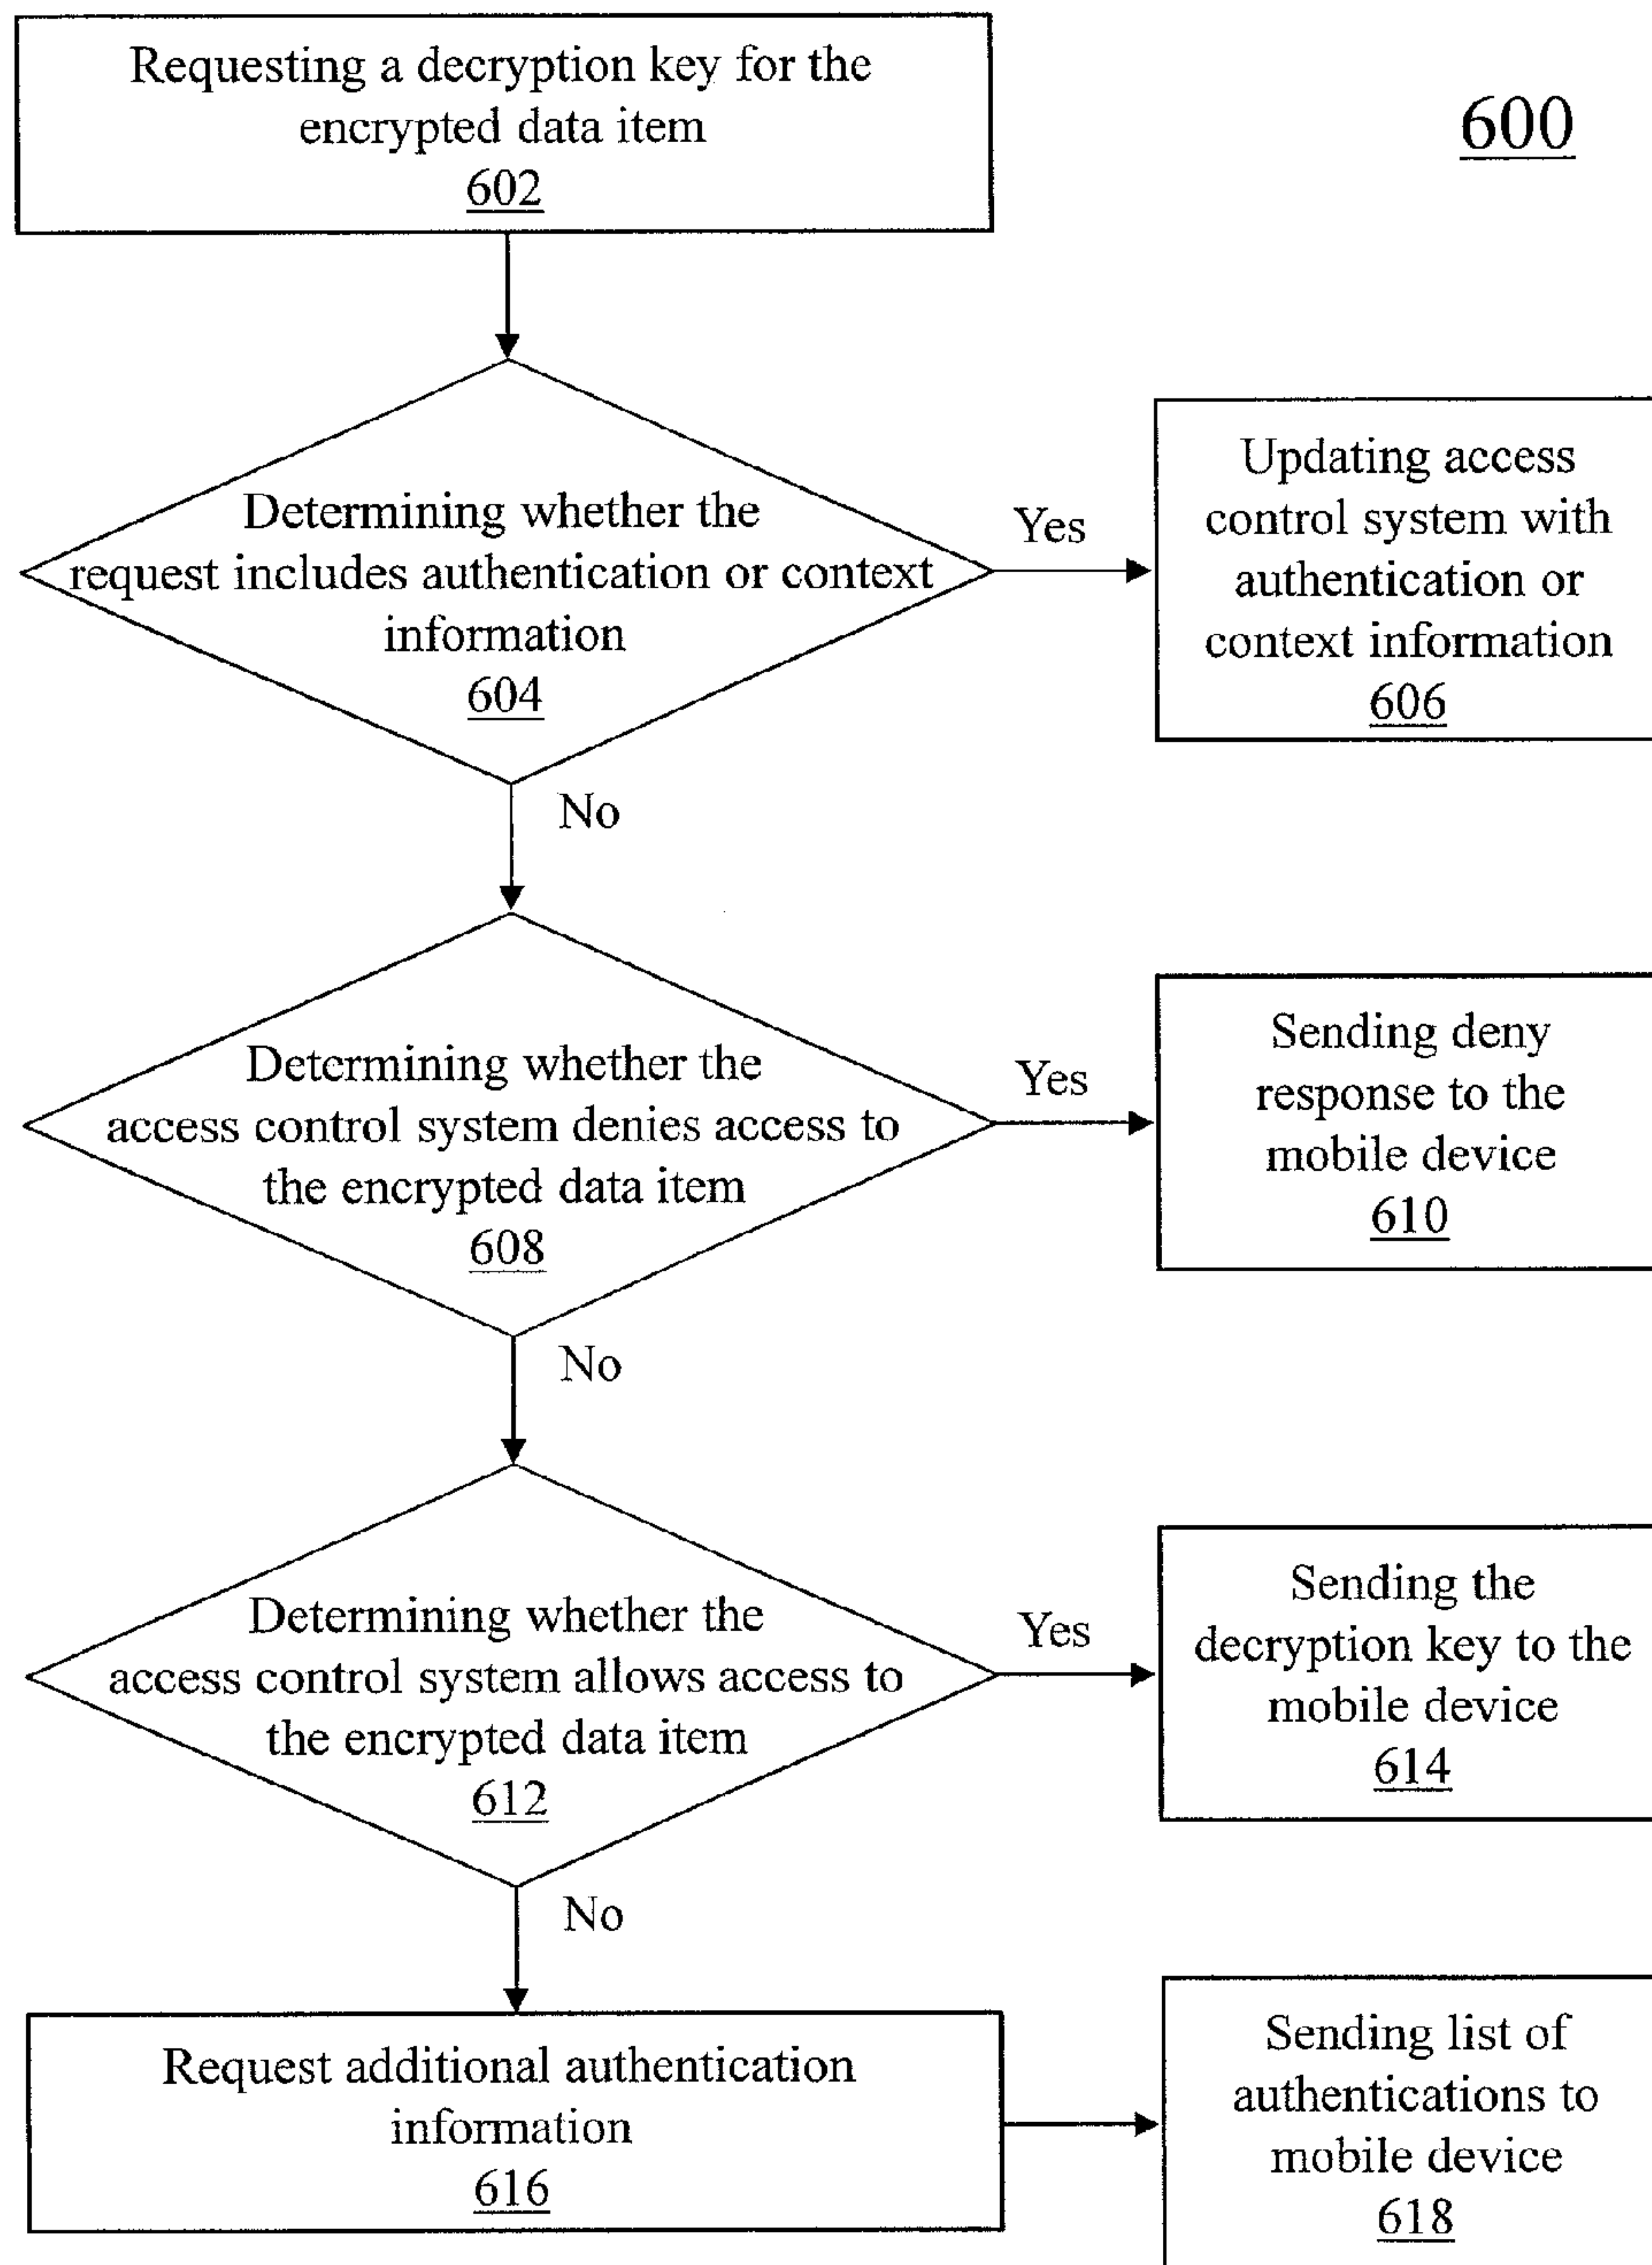 Requesting a decryption key for the
encrypted data item
602
600
Determining whether the
request includes authentication or context
information
604
Yes
Updating access
control system with
authentication or
context information
606
No
Determining whether the
access control system denies access to
the encrypted data item
608
Yes
Sending deny
response to the
mobile device
610
No
Determining whether the
access control system allows access to
the encrypted data item
612
Yes
Sending the
decryption key to the
mobile device
614
No
Request additional authentication
information
616
Sending list of
authentications to
mobile device
618